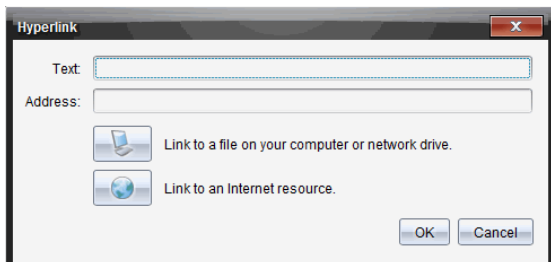 Hyperlink
Text:
Address:
Link to a file on your computer or network drive.
Link to an Internet resource.
OK Cancel